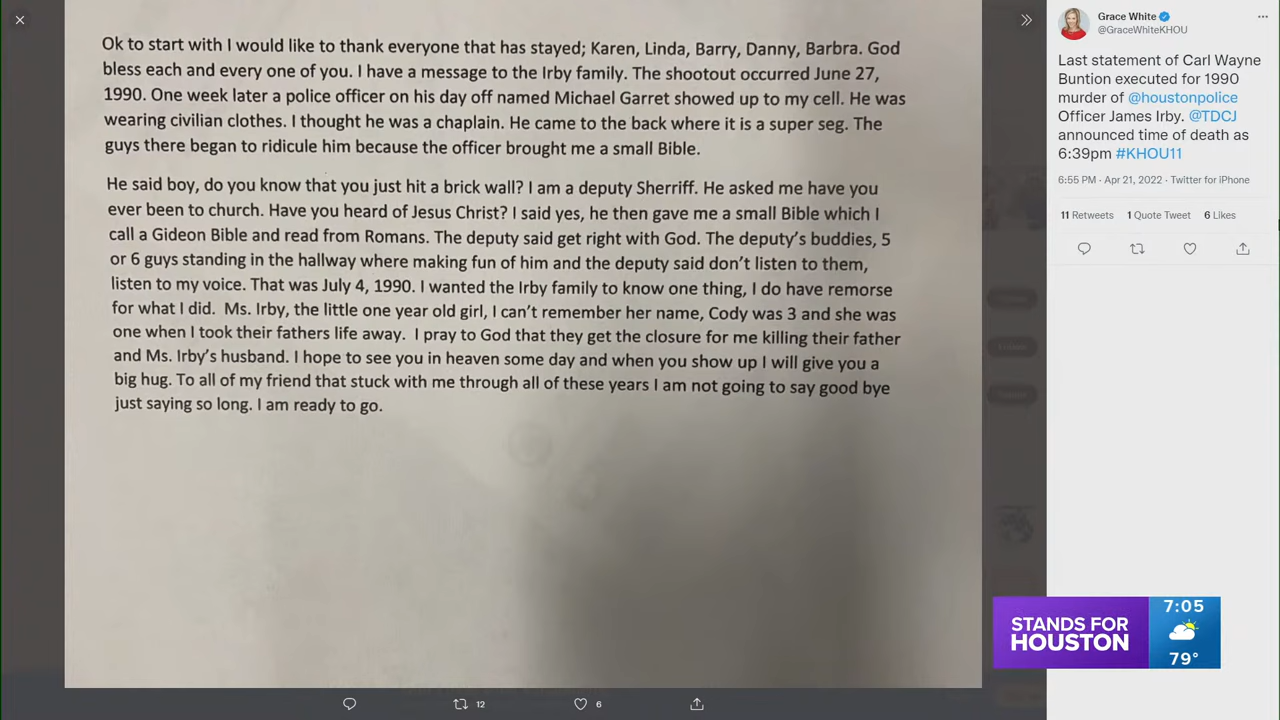 Ok to start with I would like to thank everyone that has stayed; Karen, Linda, Barry, Danny, Barbra. God
bless each and every one of you. I have a message to the Irby family. The shootout occurred June 27,
1990. One week later a police officer on his day off named Michael Garret showed up to my cell. He was
wearing civilian clothes. I thought he was a chaplain. He came to the back where it is a super seg. The
guys there began to ridicule him because the officer brought me a small Bible.
He said boy, do you know that you just hit a brick wall? I am a deputy Sherriff. He asked me have you
ever been to church. Have you heard of Jesus Christ? I said yes, he then gave me a small Bible which I
call a Gideon Bible and read from Romans. The deputy said get right with God. The deputy's buddies, 5
or 6 guys standing in the hallway where making fun of him and the deputy said don't listen to them,
listen to my voice. That was July 4, 1990. I wanted the Irby family to know one thing, I do have remorse
for what I did. Ms. Irby, the little one year old girl, I can't remember her name, Cody was 3 and she was
one when I took their fathers life away. I pray to God that they get the closure for me killing their father
and Ms. Irby's husband. I hope to see you in heaven some day and when you show up I will give you a
big hug. To all of my friend that stuck with me through all of these years I am not going to say good bye
just saying so long. I am ready to go.
12
6
Grace White
@GraceWhiteKHOU
Last statement of Carl Wayne
Buntion executed for 1990
murder of @houstonpolice
Officer James Irby. @TDCJ
announced time of death as
6:39pm #KHOU11
6:55 PM · Apr 21, 2022 · Twitter for iPhone
11 Retweets 1 Quote Tweet 6 Likes
STANDS FOR
HOUSTON
7:05
79°